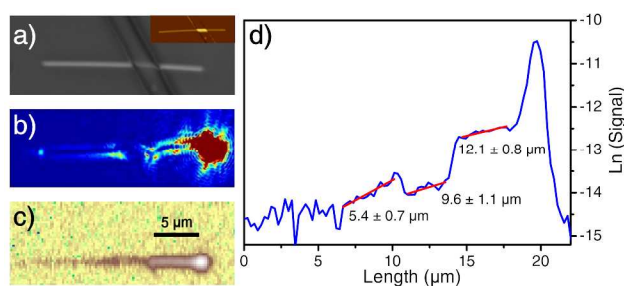 a)
b)
c)
5 µm
d)
-10
-11
-12
-13
-14
-15
Ln (Signal)
12.1 ± 0.8 µm
9.6 ± 1.1 µm
5.4 ± 0.7 µm
0 5 10 15 20
Length (µm)